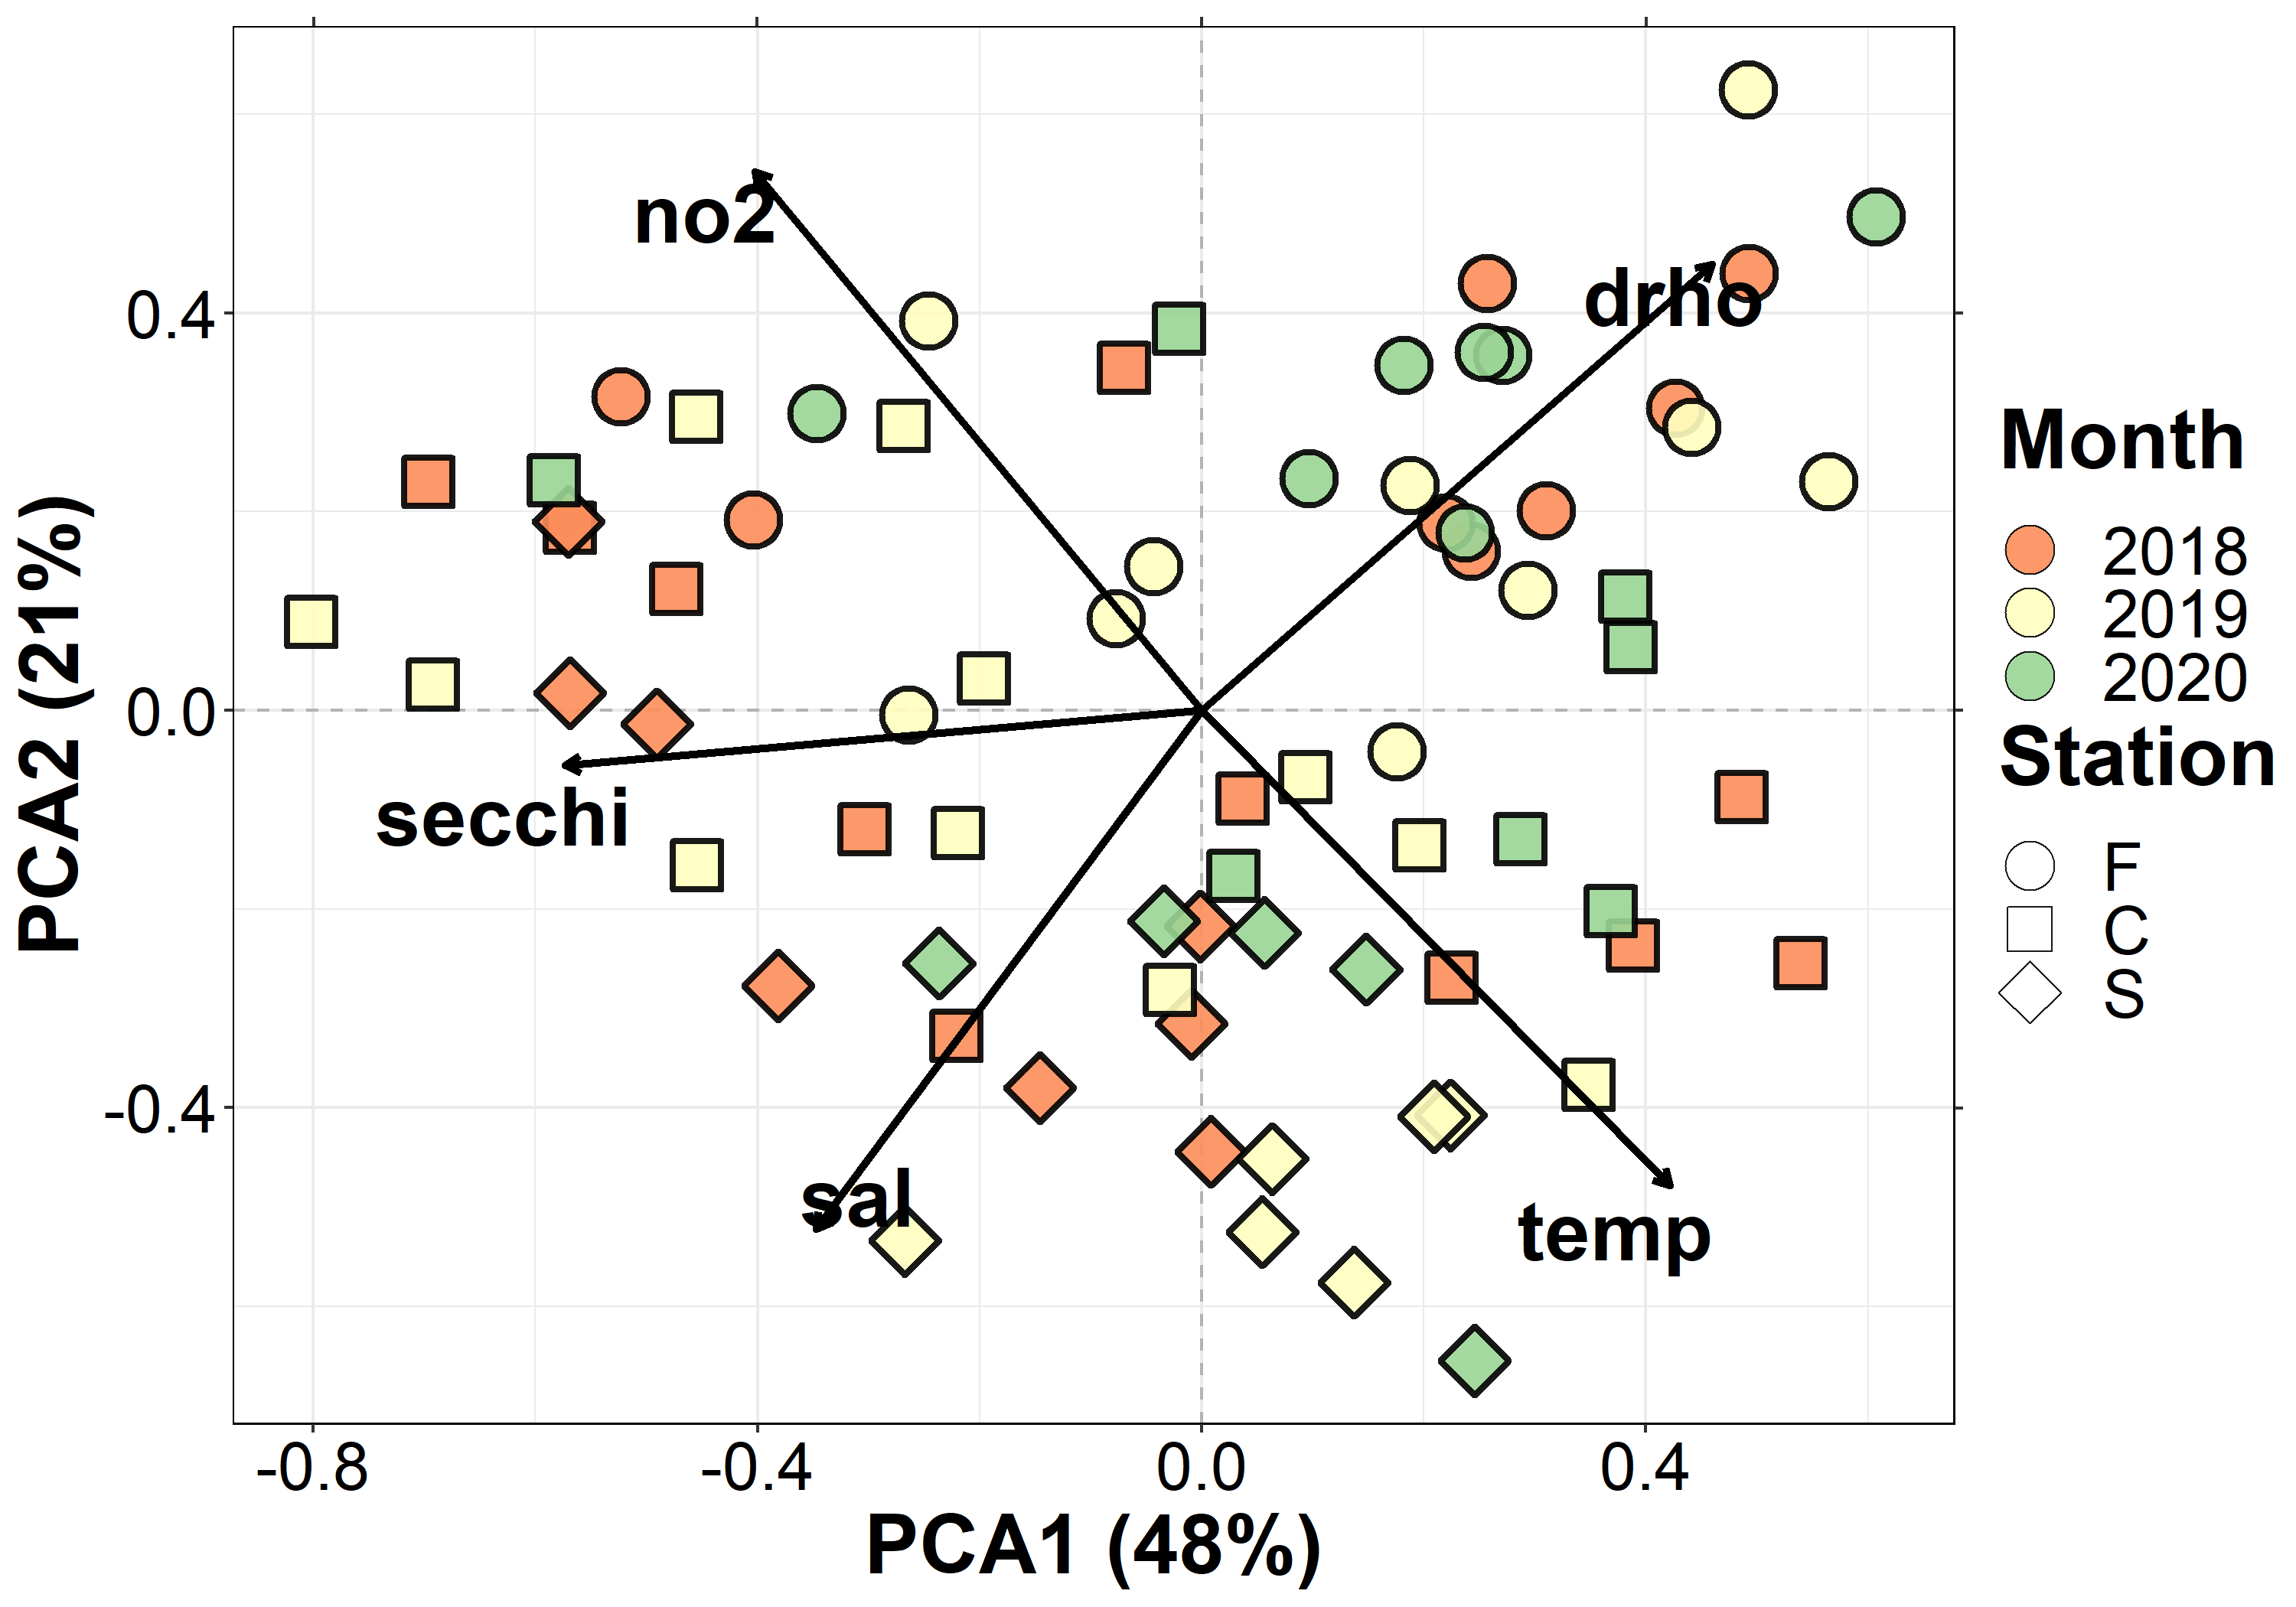 no2
drho
secchi
sal
temp
0.4
0.0
-0.4
-0.8
-0.4
0.0
0.4
PCA1 (48%)
PCA2 (21%)
Month
2018
2019
2020
Station
F
C
S